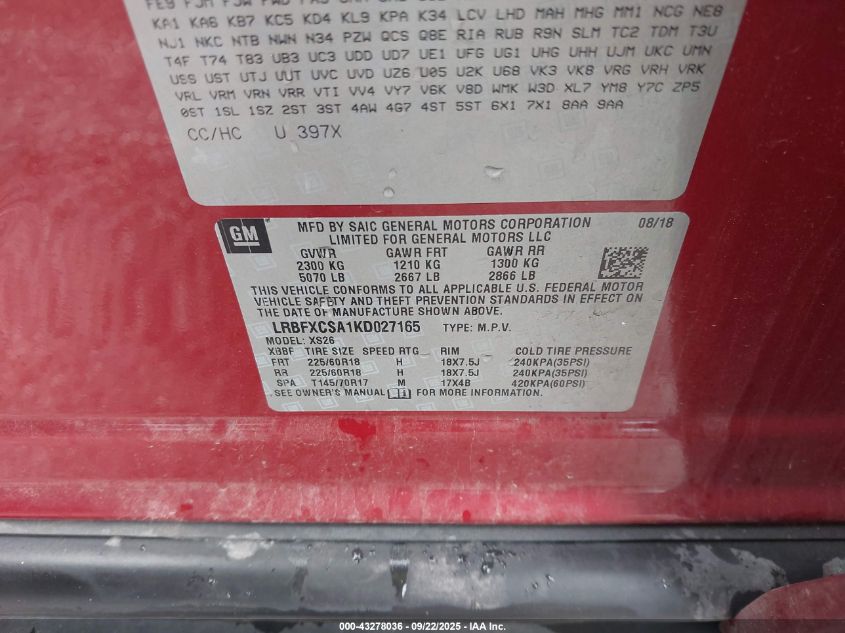 KA1 KA6 KB7 KC5 KD4 KL9 KPA K34 LCV LHD MAH MHG MM1 NCG NE8
NJ1 NKC NTB NWN N34 PZW QCS Q8E RIA RUB R9N SLM TC2 TDM T3U
T4F T74 T83 UB3 UC3 UDD UD7 UE1 UFG UG1 UHG UHH UJM UKC UMN
USS UST UTJ UUT UVC UVD UZ6 U05 U2K U68 VK3 VK8 VRG VRH VRK
VRL VRM VRN VRR VTI VV4 VY7 V6K V8D WMK W3D XL7 YM8 Y7C ZP5
0ST 1SL 1SZ 2ST 3ST 4AW 4G7 4ST 5ST 6X1 7X1 8AA 9AA
CC/HC U 397X
GM
MFD BY SAIC GENERAL MOTORS CORPORATION 08/18
LIMITED FOR GENERAL MOTORS LLC
GVWR GAWR FRT GAWR RR
2300 KG 1210 KG 1300 KG
5070 LB 2667 LB 2866 LB
THIS VEHICLE CONFORMS TO ALL APPLICABLE U.S. FEDERAL MOTOR
VEHICLE SAFETY AND THEFT PREVENTION STANDARDS IN EFFECT ON
THE DATE OF MANUFACTURE SHOWN ABOVE.
LRBFXCSA1KD027165 TYPE: M.P.V.
MODEL: XS26
XBBF TIRE SIZE SPEED RTG RIM COLD TIRE PRESSURE
FRT 225/60R18 H 18X7.5J 240KPA(35PSI)
RR 225/60R18 H 18X7.5J 240KPA(35PSI)
SPA T145/70R17 M 17X4B 420KPA(60PSI)
SEE OWNER'S MANUAL FOR MORE INFORMATION.
000-43278036 - 09/22/2025 - IAA Inc.